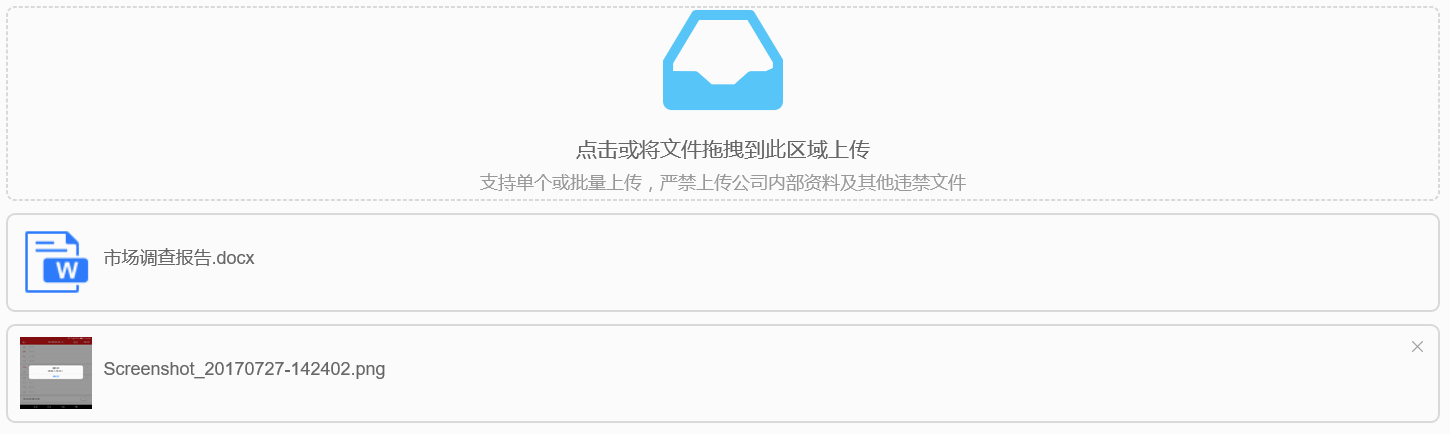 点击或将文件拖拽到此区域上传
支持单个或批量上传，严禁上传公司内部资料及其他违禁文件
W
市场调查报告.docx
Screenshot_20170727-142402.png